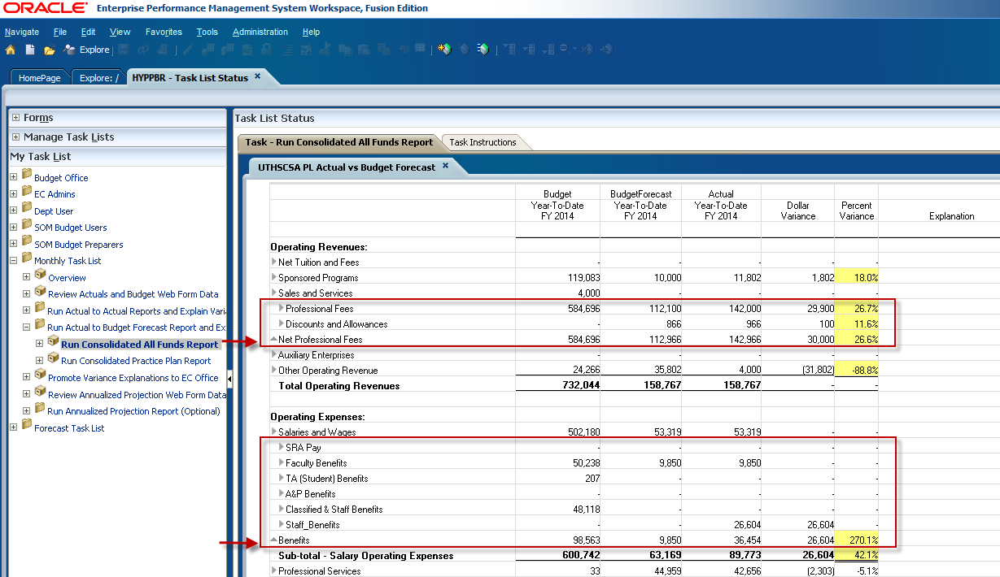 ORACLE® Enterprise Performance Management System Workspace, Fusion Edition
Navigate File Edit View Favorites Tools Administration Help
Explore
HomePage Explore: / HYPPBR - Task List Status
Forms
Manage Task Lists
My Task List
Budget Office
EC Admins
Dept User
SOM Budget Users
SOM Budget Preparers
Monthly Task List
Overview
Review Actuals and Budget Web Form Data
Run Actual to Actual Reports and Explain Vari
Run Actual to Budget Forecast Report and Ex
Run Consolidated All Funds Report
Run Consolidated Practice Plan Report
Promote Variance Explanations to EC Office
Review Annualized Projection Web Form Data
Run Annualized Projection Report (Optional)
Forecast Task List
Task List Status
Task - Run Consolidated All Funds Report Task Instructions
UTHSCSA PL Actual vs Budget Forecast
Budget BudgetForecast Actual
Year-To-Date Year-To-Date Year-To-Date Dollar Percent
FY 2014 FY 2014 FY 2014 Variance Variance Explanation
Operating Revenues:
Net Tuition and Fees - - - - -
Sponsored Programs 119,083 10,000 11,802 1,802 18.0%
Sales and Services 4,000 - - - -
Professional Fees 584,696 112,100 142,000 29,900 26.7%
Discounts and Allowances - 866 966 100 11.6%
Net Professional Fees 584,696 112,966 142,966 30,000 26.6%
Auxiliary Enterprises - - - - -
Other Operating Revenue 24,266 35,802 4,000 (31,802) -88.8%
Total Operating Revenues 732,044 158,767 158,767 - -
Operating Expenses:
Salaries and Wages 502,180 53,319 53,319 - -
SRA Pay - - - - -
Faculty Benefits 50,238 9,850 9,850 - -
TA (Student) Benefits 207 - - - -
A&P Benefits - - - - -
Classified & Staff Benefits 48,118 - - - -
Staff_Benefits - - 26,604 26,604 -
Benefits 98,563 9,850 36,454 26,604 270.1%
Sub-total - Salary Operating Expenses 600,742 63,169 89,773 26,604 42.1%
Professional Services 33 44,959 42,656 (2,303) -5.1%